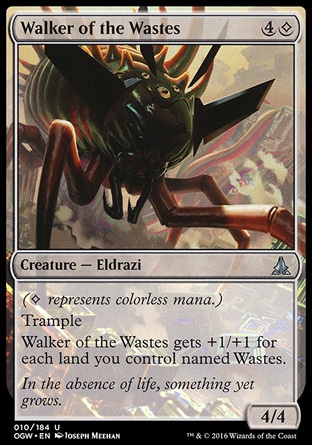 Walker of the Wastes 4◇
Creature — Eldrazi
(◇ represents colorless mana.)
Trample
Walker of the Wastes gets +1/+1 for
each land you control named Wastes.
In the absence of life, something yet
grows.
4/4
010/184 U
OGW • EN Joseph Meehan ™ & © 2016 Wizards of the Coast